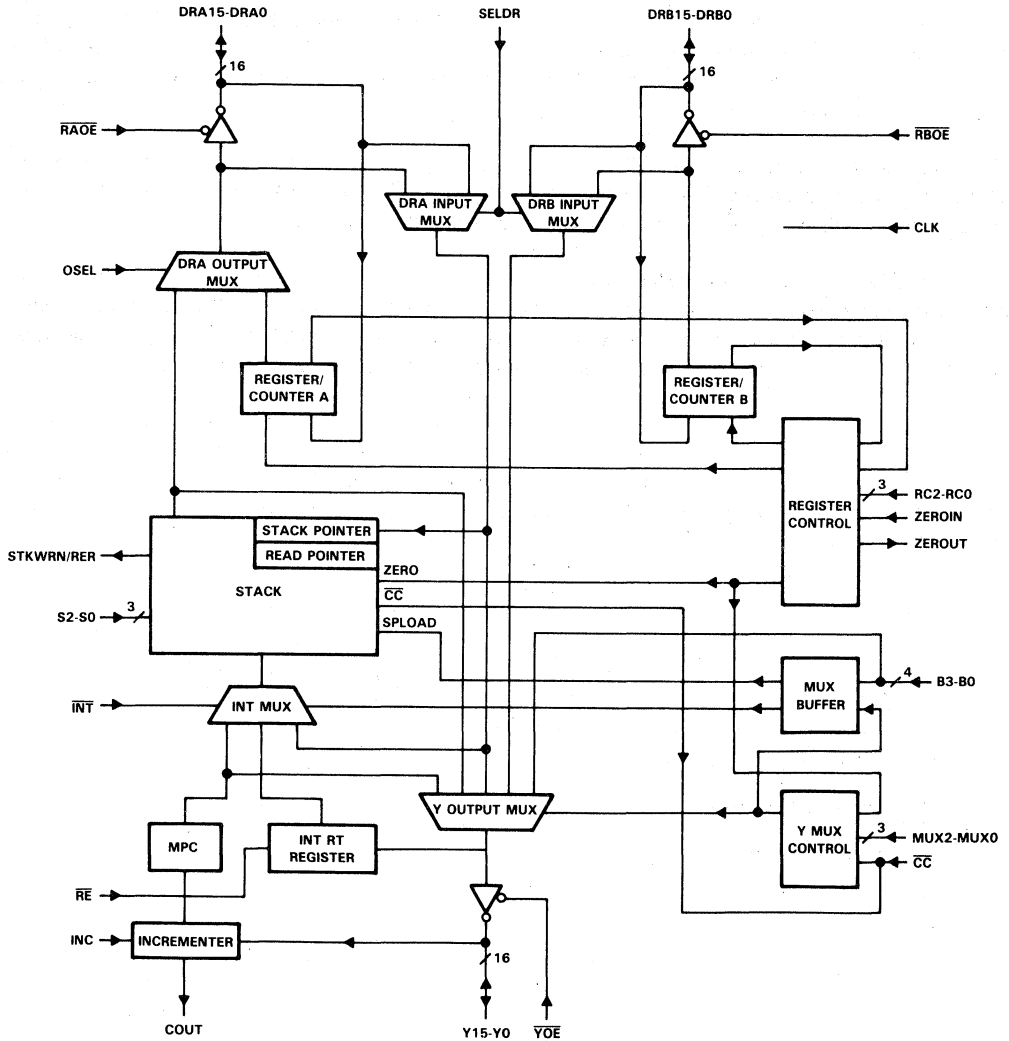 DRA15-DRA0
SELDR
DRB15-DRB0
16
16
RAOE
RBOE
DRA INPUT
MUX
DRB INPUT
MUX
CLK
OSEL
DRA OUTPUT
MUX
REGISTER/
COUNTER A
REGISTER/
COUNTER B
REGISTER
CONTROL
3
RC2-RC0
ZEROIN
ZEROUT
STACK POINTER
READ POINTER
STKWRN/RER
STACK
ZERO
CC
SPLOAD
3
S2-S0
MUX
BUFFER
4
B3-B0
INT
INT MUX
Y OUTPUT MUX
Y MUX
CONTROL
3
MUX2-MUX0
CC
MPC
INT RT
REGISTER
RE
INC
INCREMENTER
16
COUT
Y15-Y0
YOE